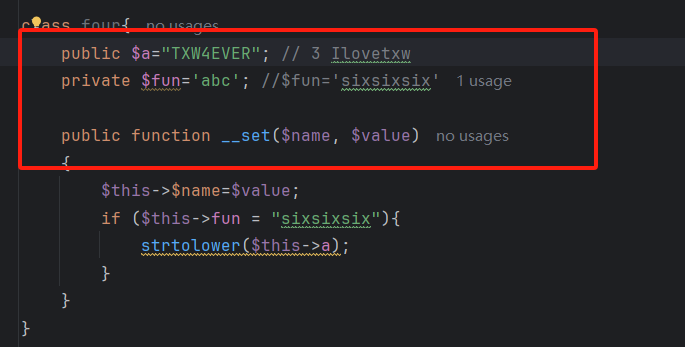 class four{ no usages
public $a="TXW4EVER"; // 3 Ilovetxw
private $fun='abc'; //$fun='sixsixsix' 1 usage
public function __set($name, $value) no usages
{
$this->$name=$value;
if ($this->fun = "sixsixsix"){
strtolower($this->a);
}
}
}